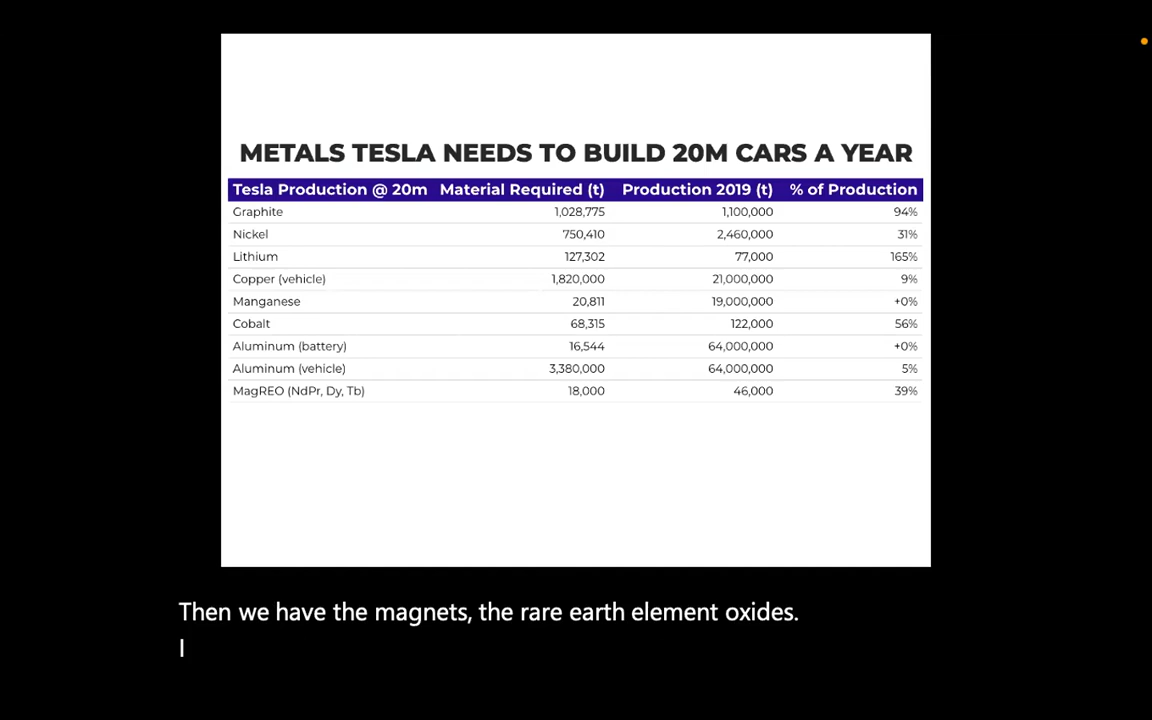 METALS TESLA NEEDS TO BUILD 20M CARS A YEAR
Tesla Production @ 20m Material Required (t) Production 2019 (t) % of Production
Graphite 1,028,775 1,100,000 94%
Nickel 750,410 2,460,000 31%
Lithium 127,302 77,000 165%
Copper (vehicle) 1,820,000 21,000,000 9%
Manganese 20,811 19,000,000 +0%
Cobalt 68,315 122,000 56%
Aluminum (battery) 16,544 64,000,000 +0%
Aluminum (vehicle) 3,380,000 64,000,000 5%
MagREO (NdPr, Dy, Tb) 18,000 46,000 39%
Then we have the magnets, the rare earth element oxides.
I